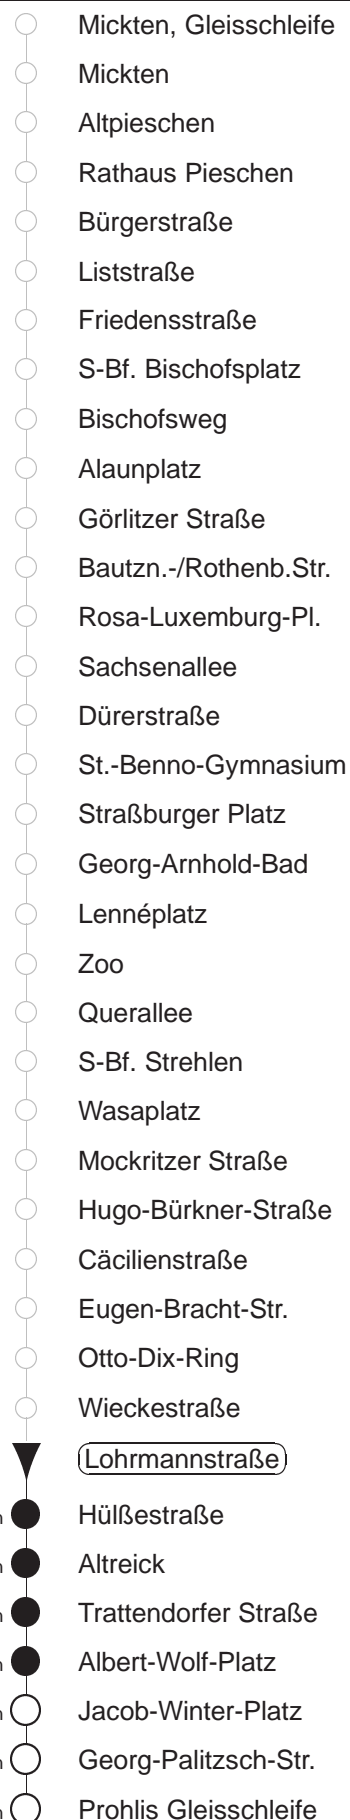 Mickten, Gleisschleife
Mickten
Altpieschen
Rathaus Pieschen
Bürgerstraße
Liststraße
Friedensstraße
S-Bf. Bischofsplatz
Bischofsweg
Alaunplatz
Görlitzer Straße
Bautzn.-/Rothenb.Str.
Rosa-Luxemburg-Pl.
Sachsenallee
Dürerstraße
St.-Benno-Gymnasium
Straßburger Platz
Georg-Arnhold-Bad
Lennéplatz
Zoo
Querallee
S-Bf. Strehlen
Wasaplatz
Mockritzer Straße
Hugo-Bürkner-Straße
Cäcilienstraße
Eugen-Bracht-Str.
Otto-Dix-Ring
Wieckestraße
Lohrmannstraße
Hülßestraße
Altreick
Trattendorfer Straße
Albert-Wolf-Platz
Jacob-Winter-Platz
Georg-Palitzsch-Str.
Prohlis Gleisschleife